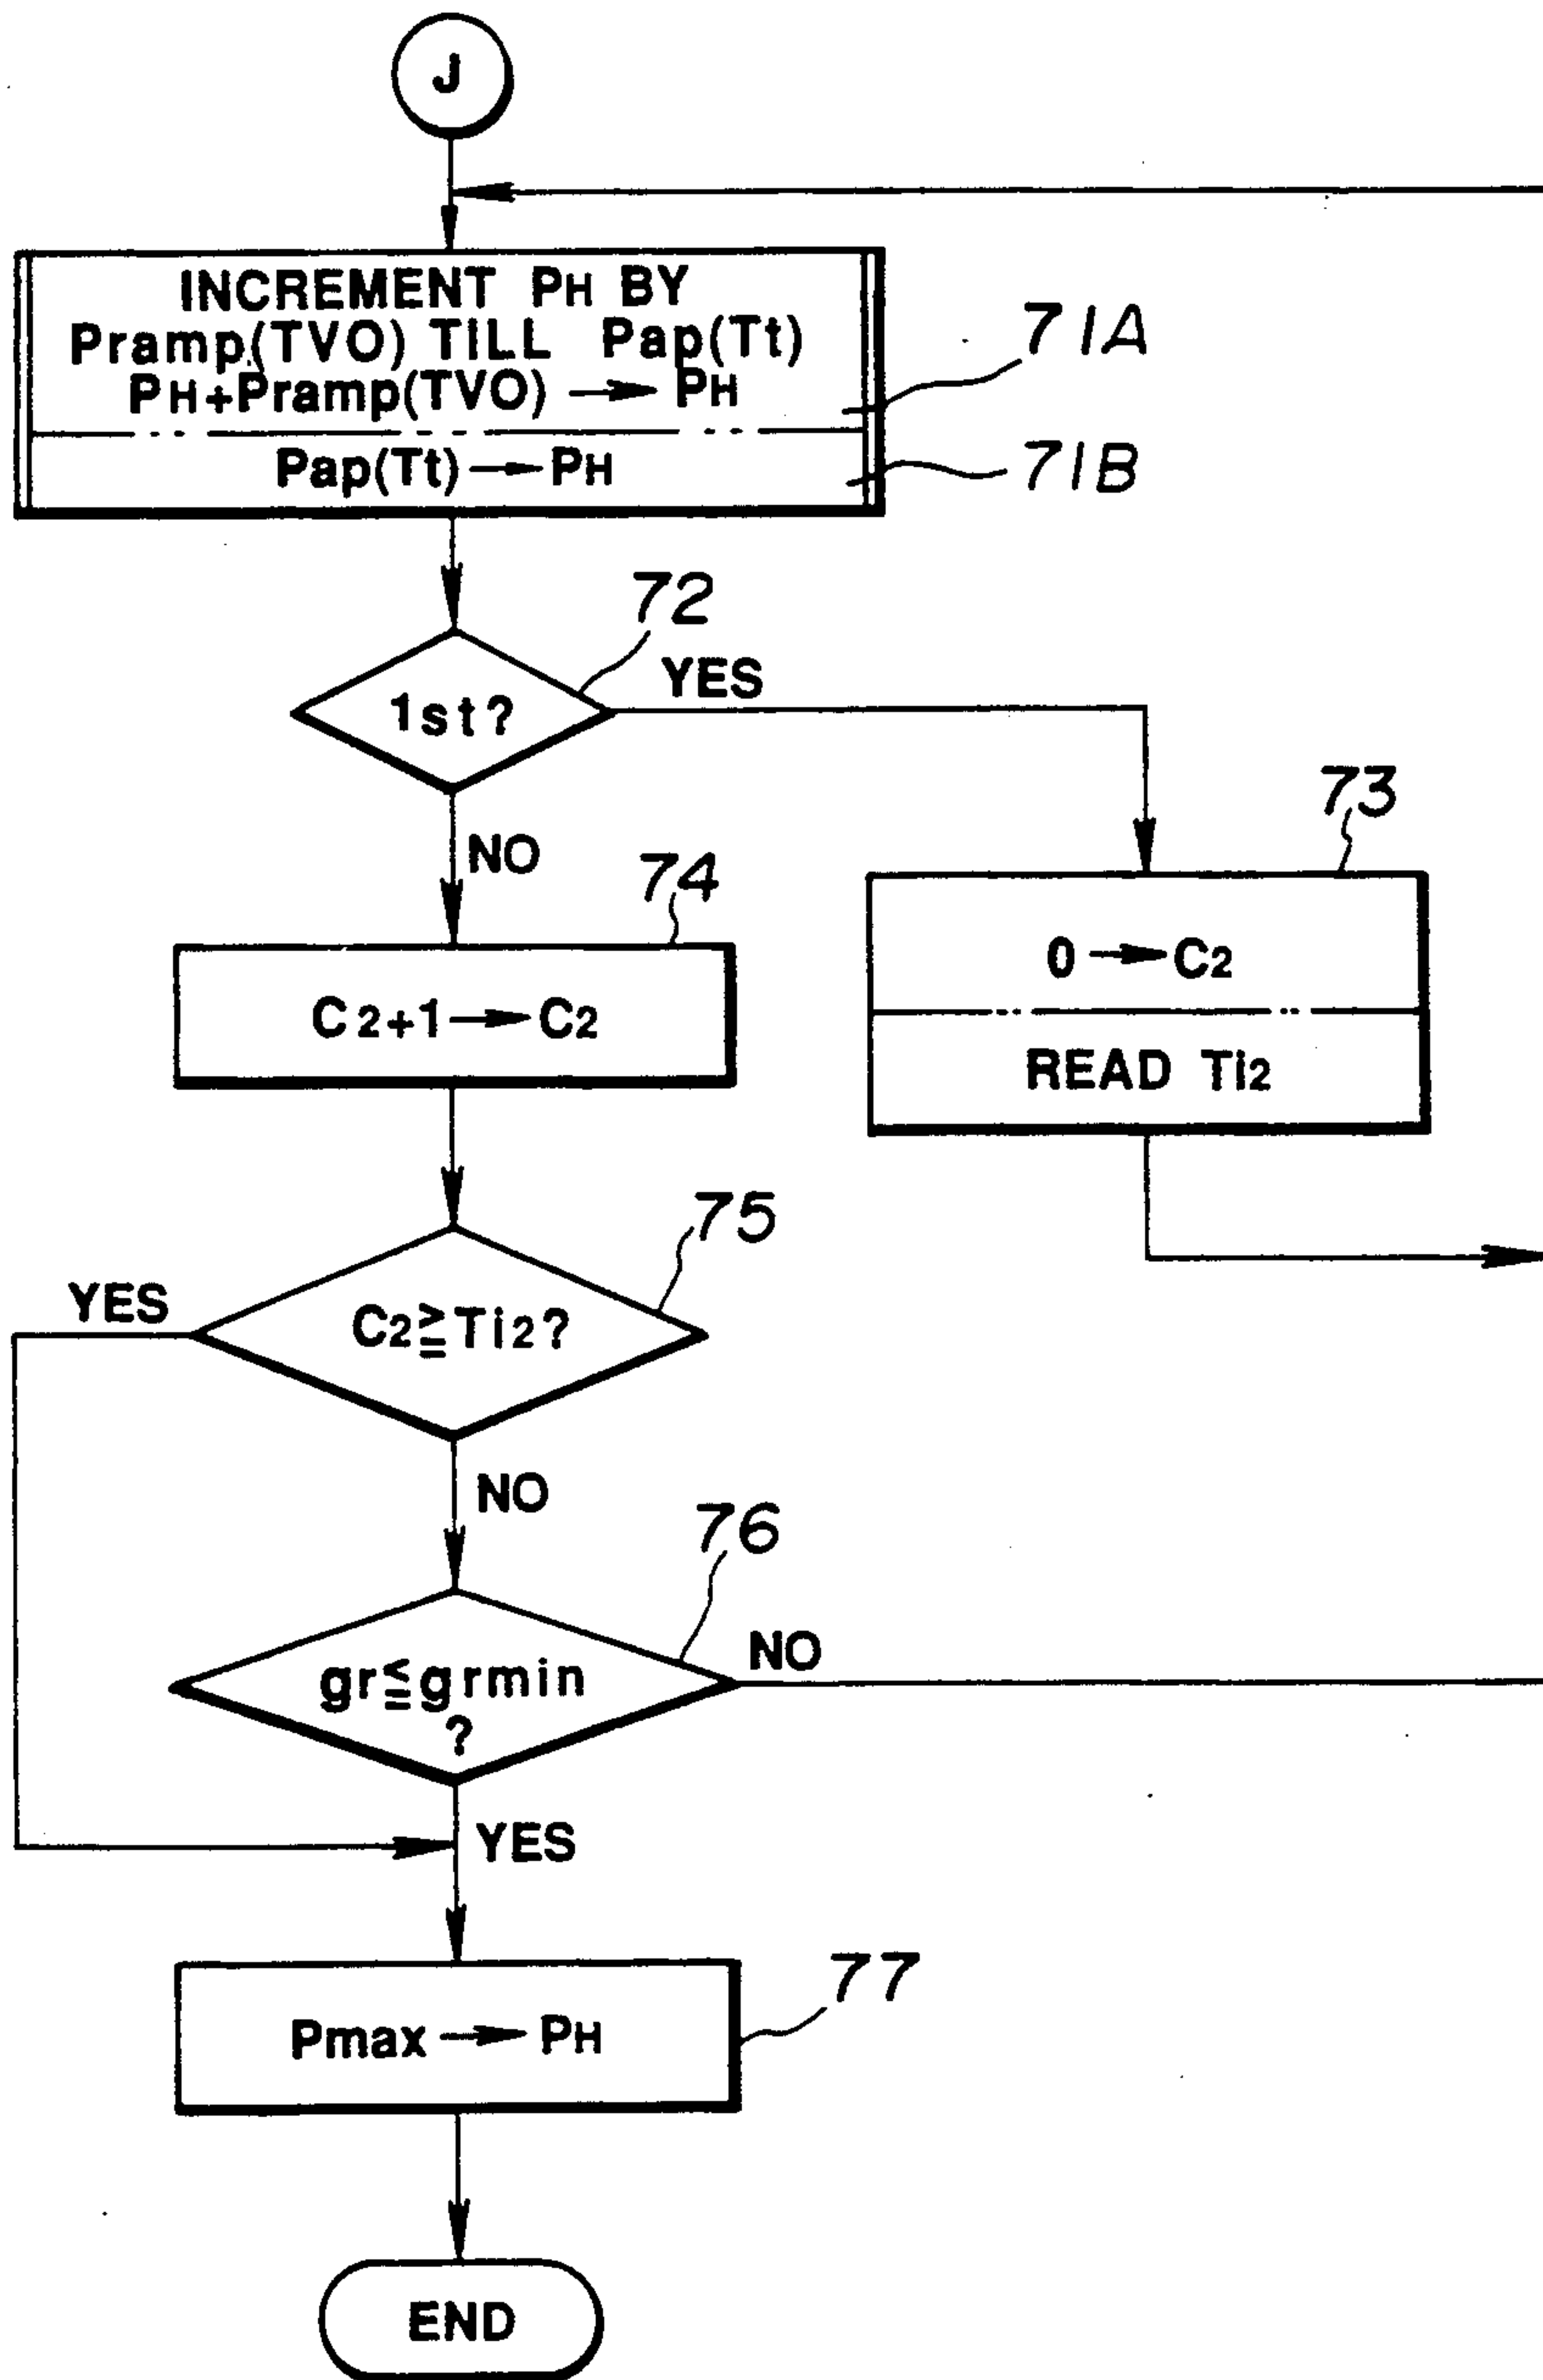 J
INCREMENT PH BY
Pramp(TVO) TILL Pap(Tt)
PH+Pramp(TVO) → PH
71A
Pap(Tt) → PH
71B
72
1st?
YES
NO
73
0 → C2
READ Ti2
74
C2+1 → C2
75
YES
C2≧Ti2?
NO
76
gr≦grmin
?
NO
YES
77
Pmax → PH
END